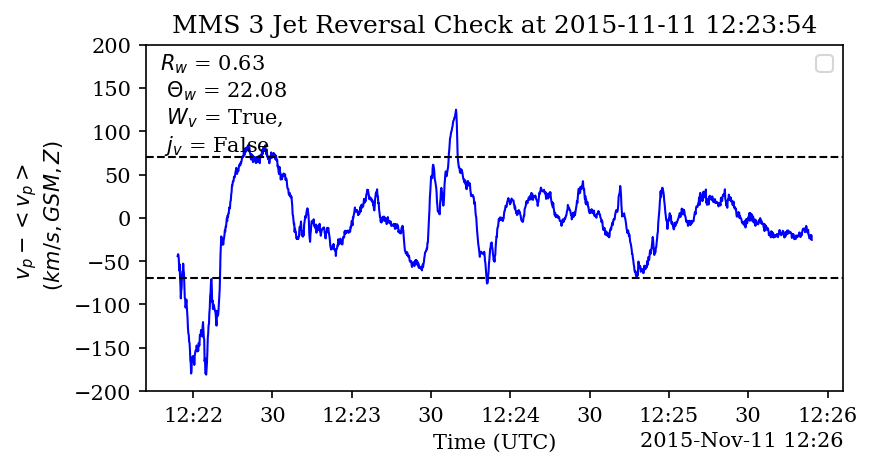 MMS 3 Jet Reversal Check at 2015-11-11 12:23:54
R_w = 0.63
Θ_w = 22.08
W_v = True,
j_v = False
v_p − < v_p >
(km/s, GSM, Z)
200
150
100
50
0
−50
−100
−150
−200
12:22 30 12:23 30 12:24 30 12:25 30 12:26
Time (UTC) 2015-Nov-11 12:26